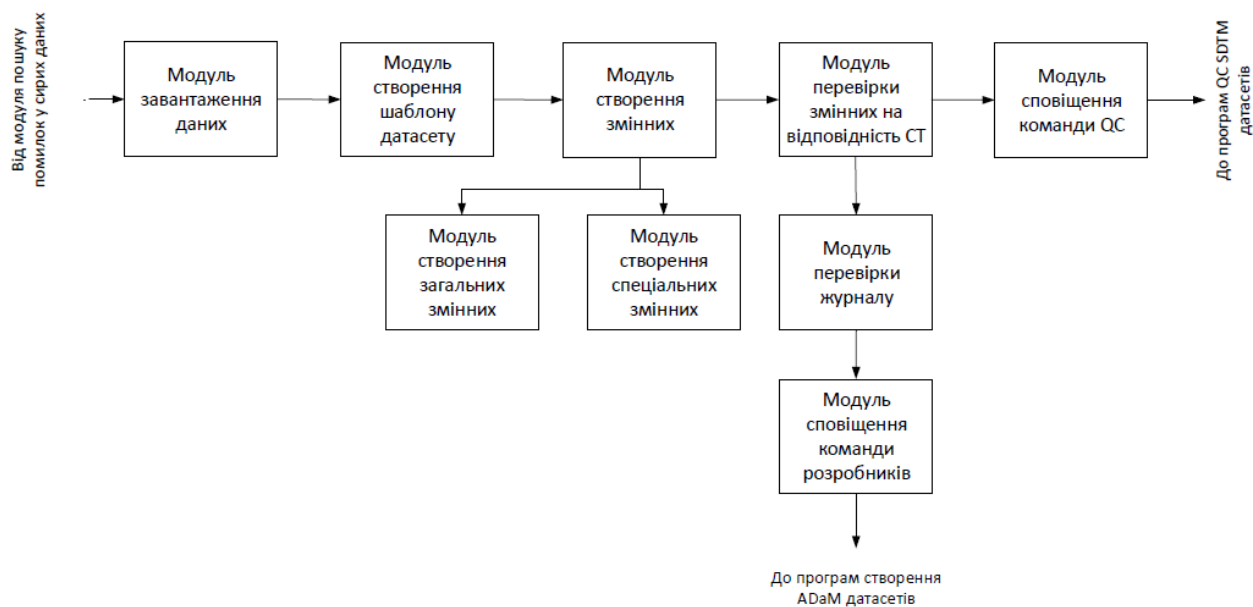 Від модуля пошуку
помилок у сирих даних
Модуль
завантаження
даних
Модуль
створення
шаблону
датасету
Модуль
створення
змінних
Модуль
перевірки
змінних на
відповідність СТ
Модуль
сповіщення
команди QC
До програм QC SDTM
датасетів
Модуль
створення
загальних
змінних
Модуль
створення
спеціальних
змінних
Модуль
перевірки
журналу
Модуль
сповіщення
команди
розробників
До програм створення
ADaM датасетів